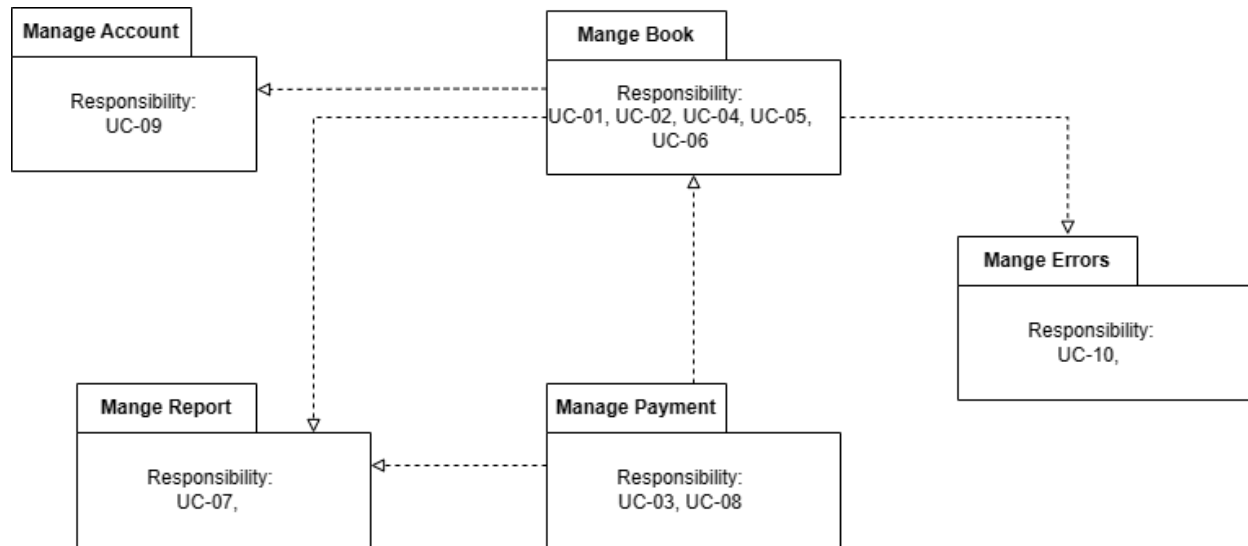 Manage Account
Responsibility:
UC-09
Mange Book
Responsibility:
UC-01, UC-02, UC-04, UC-05,
UC-06
Mange Errors
Responsibility:
UC-10,
Mange Report
Responsibility:
UC-07,
Manage Payment
Responsibility:
UC-03, UC-08